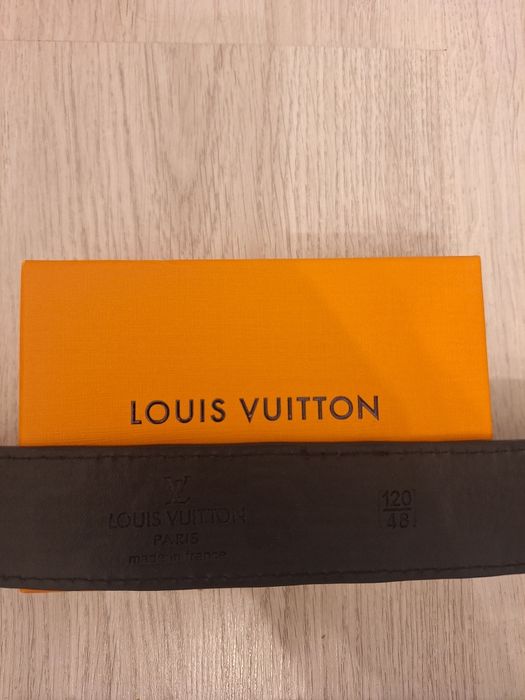 LOUIS VUITTON
LV
LOUIS VUITTON
PARIS
made in france
120
48